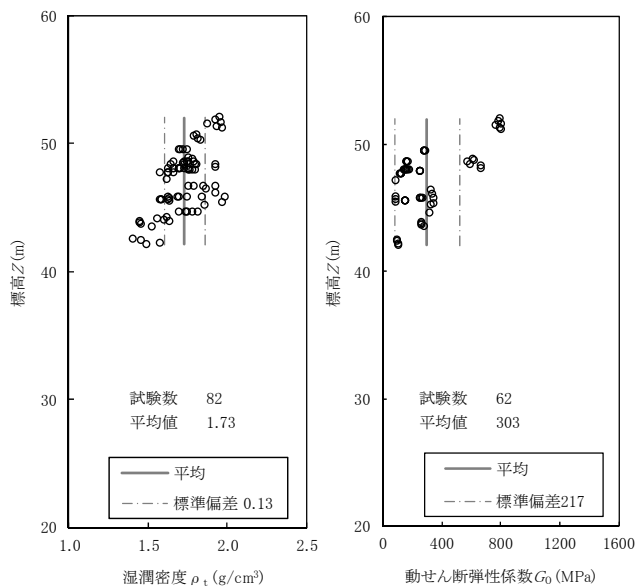 60
50
40
30
20
標高Z(m)
試験数 82
平均値 1.73
平均
標準偏差 0.13
1.0 1.5 2.0 2.5
湿潤密度 ρt (g/cm³)
60
50
40
30
20
標高Z(m)
試験数 62
平均値 303
平均
標準偏差217
0 400 800 1200 1600
動せん断弾性係数G₀ (MPa)